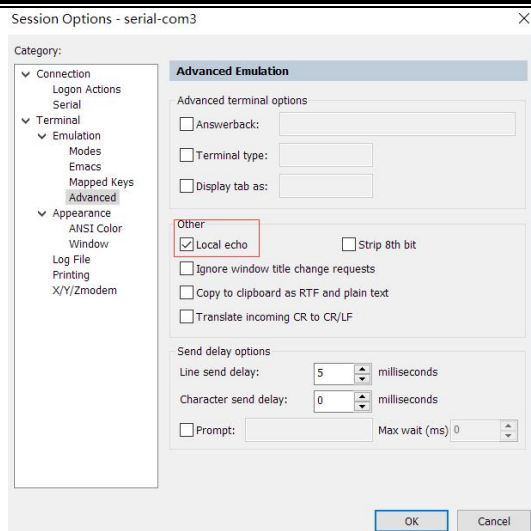 Session Options - serial-com3
Category:
Connection
Logon Actions
Serial
Terminal
Emulation
Modes
Emacs
Mapped Keys
Advanced
Appearance
ANSI Color
Window
Log File
Printing
X/Y/Zmodem
Advanced Emulation
Advanced terminal options
Answerback:
Terminal type:
Display tab as:
Other
Local echo Strip 8th bit
Ignore window title change requests
Copy to clipboard as RTF and plain text
Translate incoming CR to CR/LF
Send delay options
Line send delay: 5 milliseconds
Character send delay: 0 milliseconds
Prompt: Max wait (ms) 0
OK Cancel